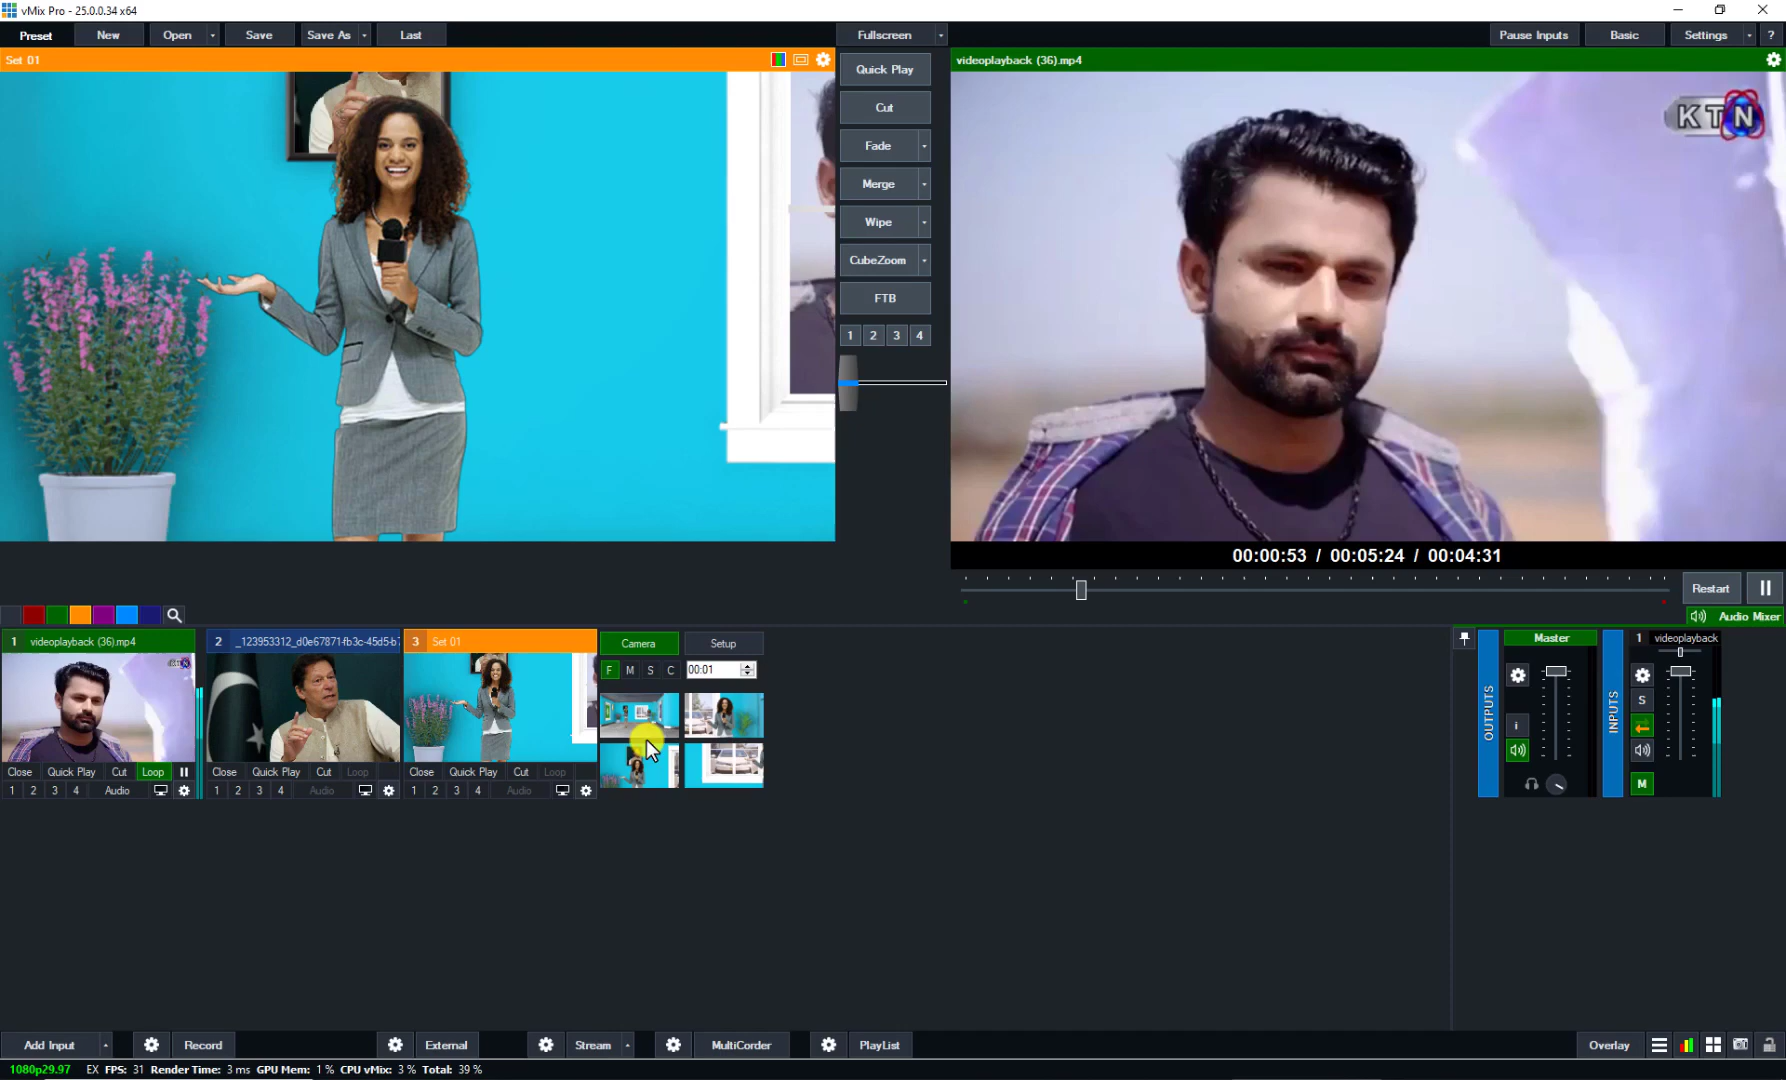 vMix Pro - 25.0.0.34 x64
Preset New Open Save Save As Last Fullscreen Pause Inputs Basic Settings ?
Set 01
Quick Play
Cut
Fade
Merge
Wipe
CubeZoom
FTB
1 2 3 4
videoplayback (36).mp4
KTN
00:00:53 / 00:05:24 / 00:04:31
Restart
Audio Mixer
1 videoplayback (36).mp4
2 _123953312_d0e67871-fb3c-45d5-b7
3 Set 01
Camera Setup
F M S C 00:01
Close Quick Play Cut Loop
1 2 3 4 Audio
Close Quick Play Cut Loop
1 2 3 4 Audio
Close Quick Play Cut Loop
1 2 3 4 Audio
OUTPUTS
Master
i
INPUTS
1 videoplayback
S
M
Add Input Record External Stream MultiCorder PlayList Overlay
1080p29.97 EX FPS: 31 Render Time: 3 ms GPU Mem: 1 % CPU vMix: 3 % Total: 39 %